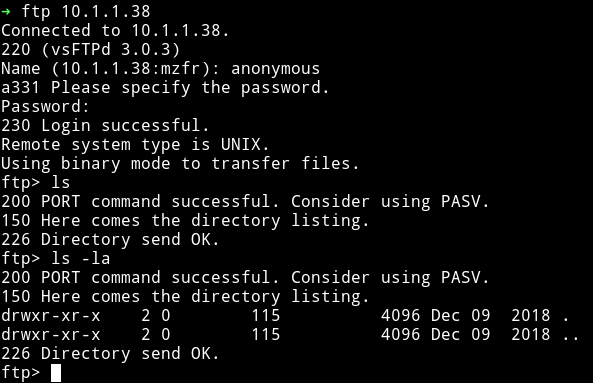 ➜ ftp 10.1.1.38
Connected to 10.1.1.38.
220 (vsFTPd 3.0.3)
Name (10.1.1.38:mzfr): anonymous
a331 Please specify the password.
Password:
230 Login successful.
Remote system type is UNIX.
Using binary mode to transfer files.
ftp> ls
200 PORT command successful. Consider using PASV.
150 Here comes the directory listing.
226 Directory send OK.
ftp> ls -la
200 PORT command successful. Consider using PASV.
150 Here comes the directory listing.
drwxr-xr-x    2 0        115          4096 Dec 09  2018 .
drwxr-xr-x    2 0        115          4096 Dec 09  2018 ..
226 Directory send OK.
ftp>